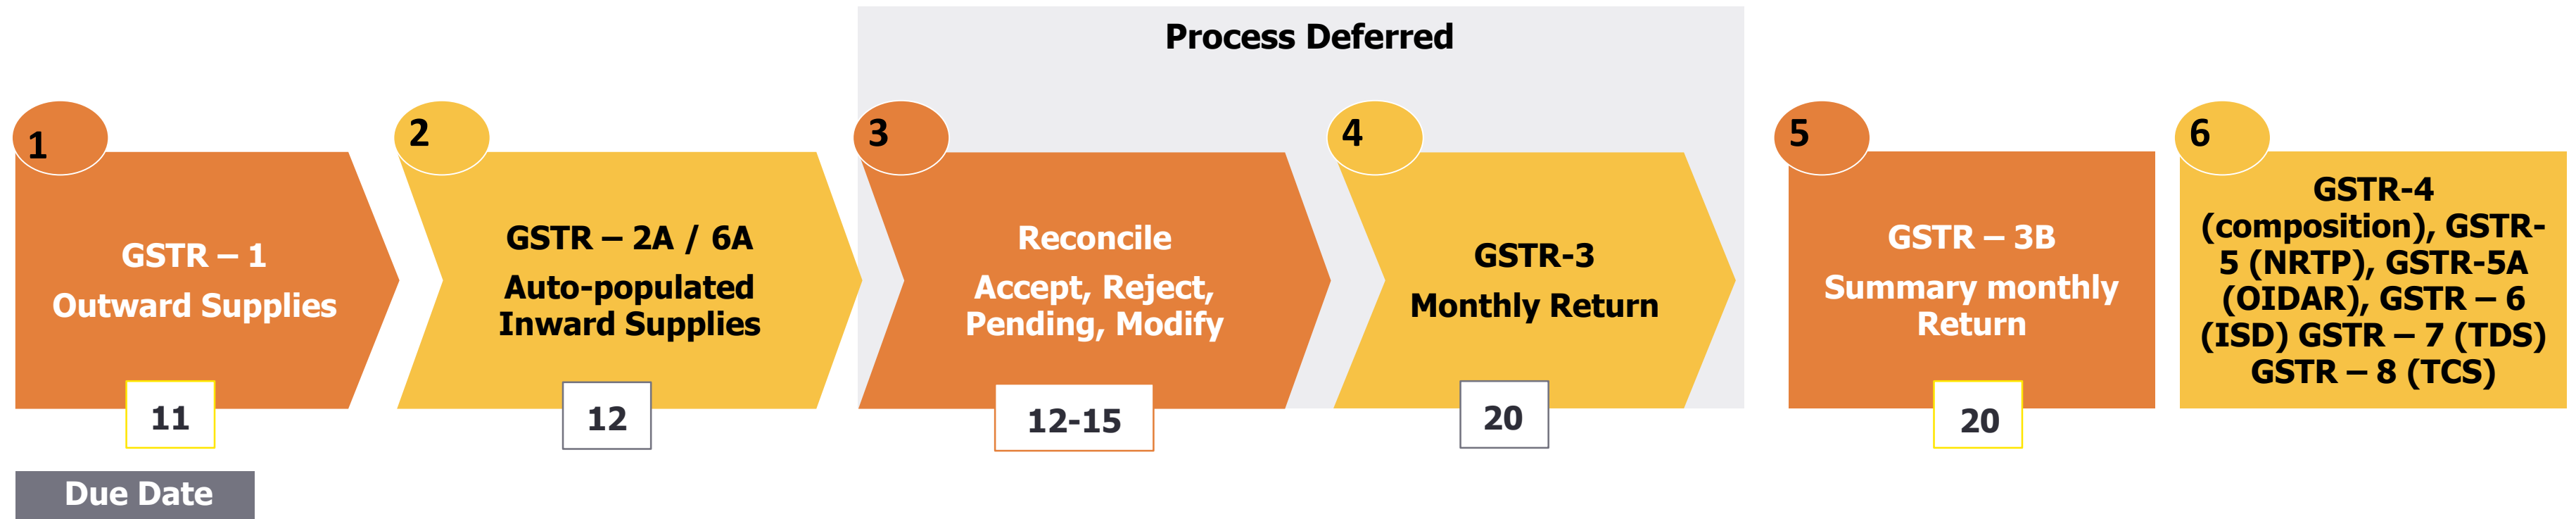 Process Deferred
1
GSTR – 1
Outward Supplies
11
2
GSTR – 2A / 6A
Auto-populated
Inward Supplies
12
3
Reconcile
Accept, Reject,
Pending, Modify
12-15
4
GSTR-3
Monthly Return
20
5
GSTR – 3B
Summary monthly
Return
20
6
GSTR-4
(composition), GSTR-
5 (NRTP), GSTR-5A
(OIDAR), GSTR – 6
(ISD) GSTR – 7 (TDS)
GSTR – 8 (TCS)
Due Date